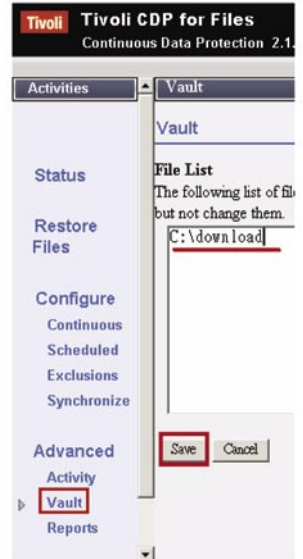 Tivoli Tivoli CDP for Files
Continuous Data Protection 2.1.
Activities
Vault
Vault
Status
File List
The following list of fil
but not change them.
C:\download
Restore
Files
Configure
Continuous
Scheduled
Exclusions
Synchronize
Advanced
Activity
Vault
Reports
Save
Cancel